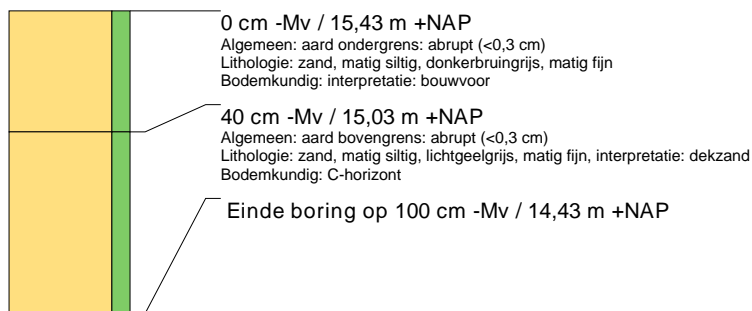 0 cm -Mv / 15,43 m +NAP
Algemeen: aard ondergrens: abrupt (<0,3 cm)
Lithologie: zand, matig siltig, donkerbruingrijs, matig fijn
Bodemkundig: interpretatie: bouwvoor
40 cm -Mv / 15,03 m +NAP
Algemeen: aard bovengrens: abrupt (<0,3 cm)
Lithologie: zand, matig siltig, lichtgeelgrijs, matig fijn, interpretatie: dekzand
Bodemkundig: C-horizont
Einde boring op 100 cm -Mv / 14,43 m +NAP